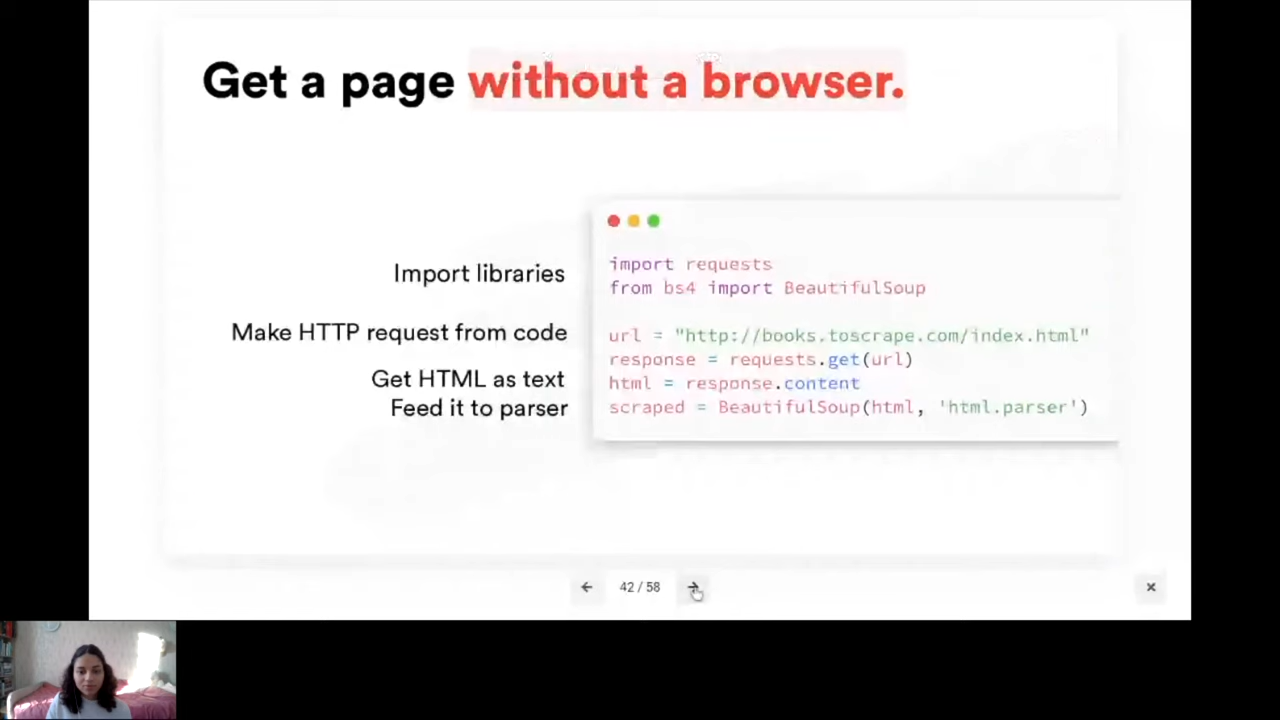 Get a page without a browser.
Import libraries
Make HTTP request from code
Get HTML as text
Feed it to parser
import requests
from bs4 import BeautifulSoup
url = "http://books.toscrape.com/index.html"
response = requests.get(url)
html = response.content
scraped = BeautifulSoup(html, 'html.parser')
42 / 58